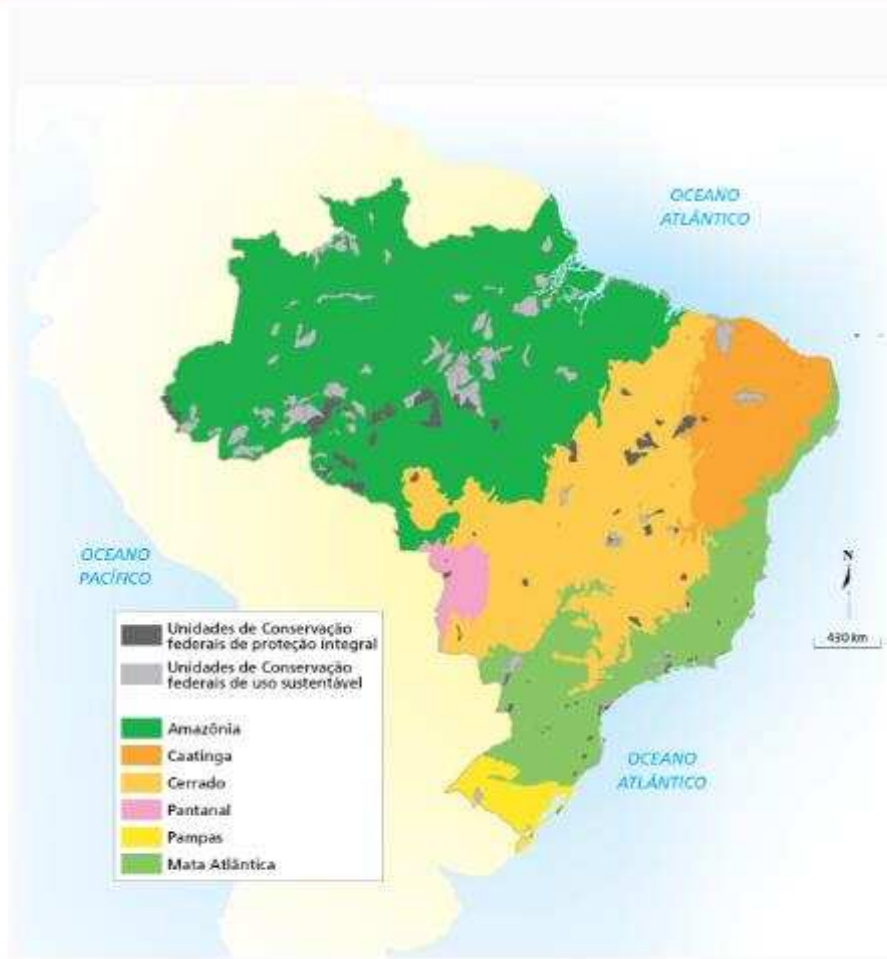 OCEANO
ATLÂNTICO
OCEANO
PACÍFICO
N
430 km
Unidades de Conservação
federais de proteção integral
Unidades de Conservação
federais de uso sustentável
Amazônia
Caatinga
Cerrado
Pantanal
Pampas
Mata Atlântica
OCEANO
ATLÂNTICO